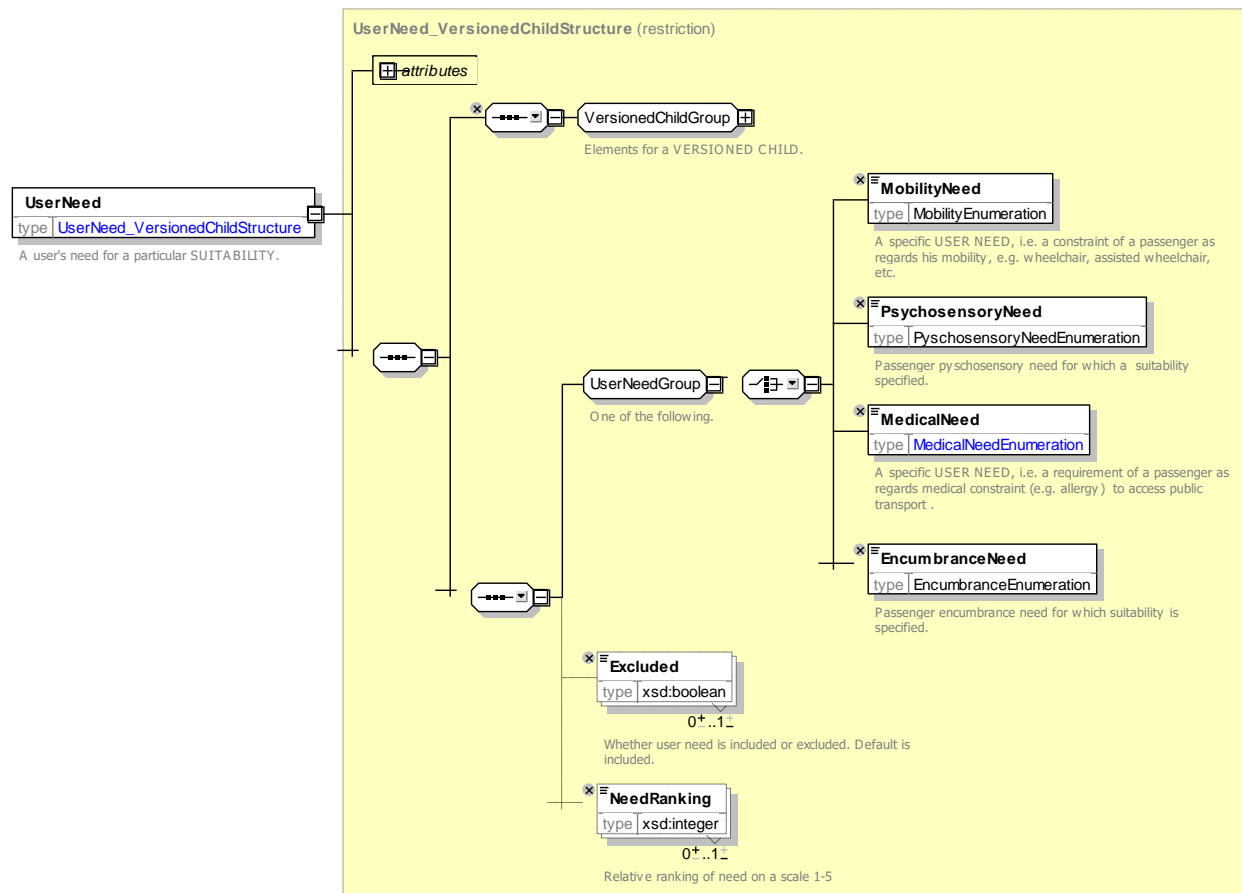 UserNeed_VersionedChildStructure (restriction)
attributes
VersionedChildGroup
Elements for a VERSIONED CHILD.
UserNeed
type UserNeed_VersionedChildStructure
A user's need for a particular SUITABILITY.
MobilityNeed
type MobilityEnumeration
A specific USER NEED, i.e. a constraint of a passenger as
regards his mobility, e.g. wheelchair, assisted wheelchair,
etc.
PsychosensoryNeed
type PyschosensoryNeedEnumeration
Passenger pyschosensory need for which a suitability
specified.
UserNeedGroup
One of the following.
MedicalNeed
type MedicalNeedEnumeration
A specific USER NEED, i.e. a requirement of a passenger as
regards medical constraint (e.g. allergy) to access public
transport .
EncumbranceNeed
type EncumbranceEnumeration
Passenger encumbrance need for which suitability is
specified.
Excluded
type xsd:boolean
0..1
Whether user need is included or excluded. Default is
included.
NeedRanking
type xsd:integer
0..1
Relative ranking of need on a scale 1-5